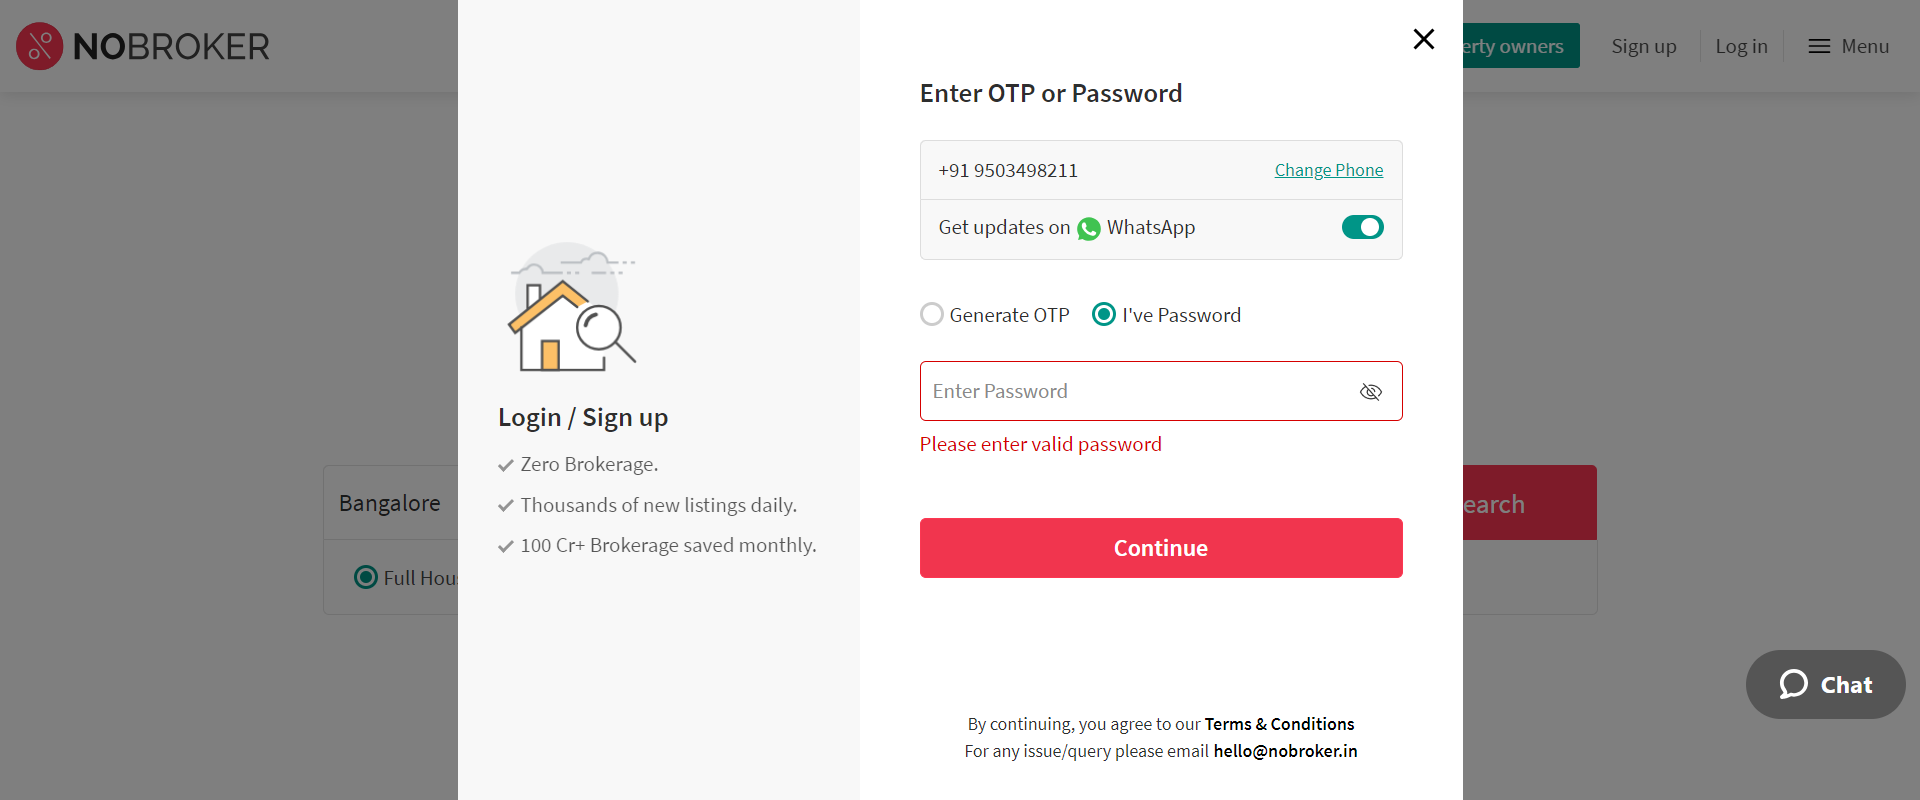 NOBROKER
erty owners
Sign up
Log in
Menu
Bangalore
earch
Full Hou
Login / Sign up
Zero Brokerage.
Thousands of new listings daily.
100 Cr+ Brokerage saved monthly.
Enter OTP or Password
+91 9503498211
Change Phone
Get updates on WhatsApp
Generate OTP
I've Password
Enter Password
Please enter valid password
Continue
By continuing, you agree to our Terms & Conditions
For any issue/query please email hello@nobroker.in
Chat